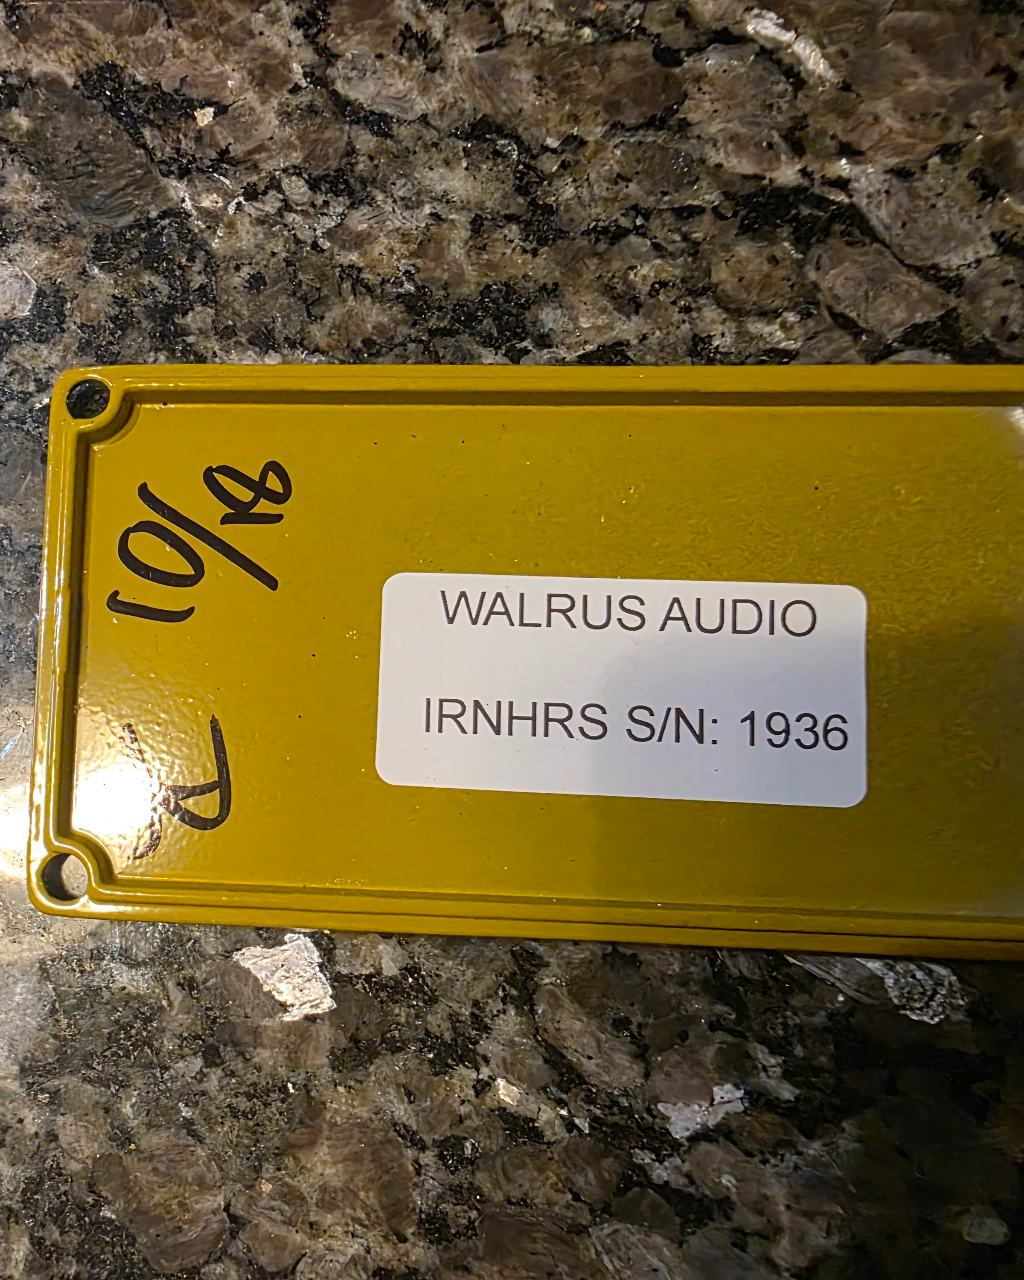 10/18
WALRUS AUDIO
IRNHRS S/N: 1936